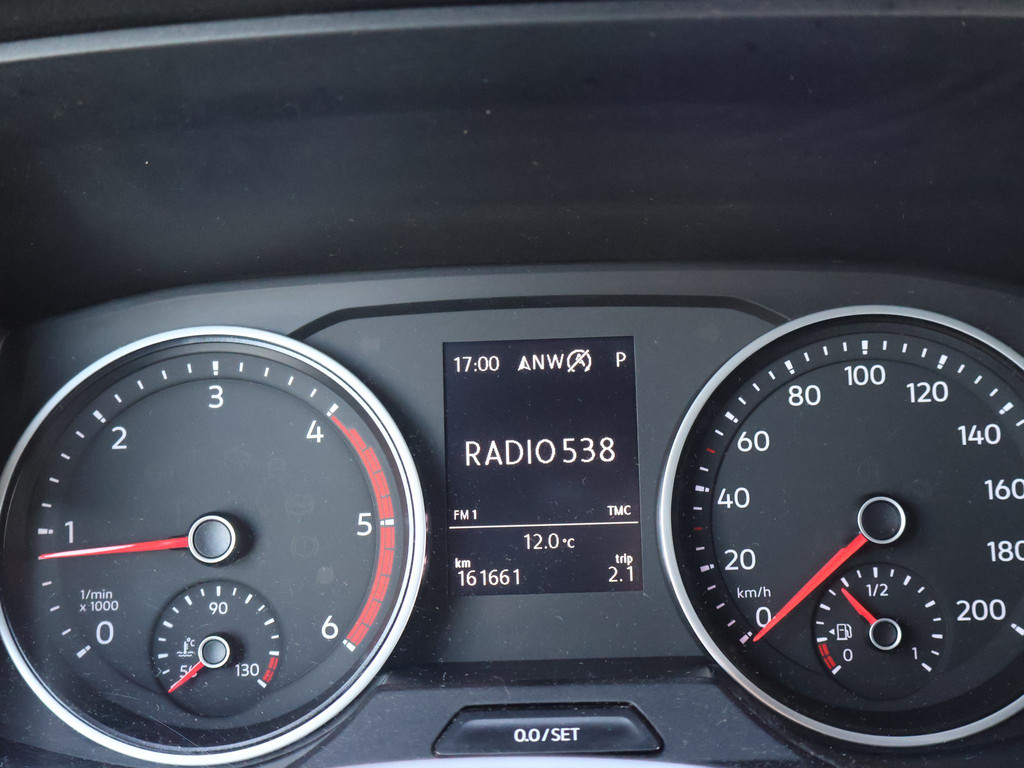 0
1
2
3
4
5
6
1/min
x 1000
50
90
130
°C
17:00 ANW P
RADIO 538
FM 1 TMC
12.0 °C
km trip
161661 2.1
0
20
40
60
80
100
120
140
160
180
200
km/h
0
1/2
1
0.0 / SET